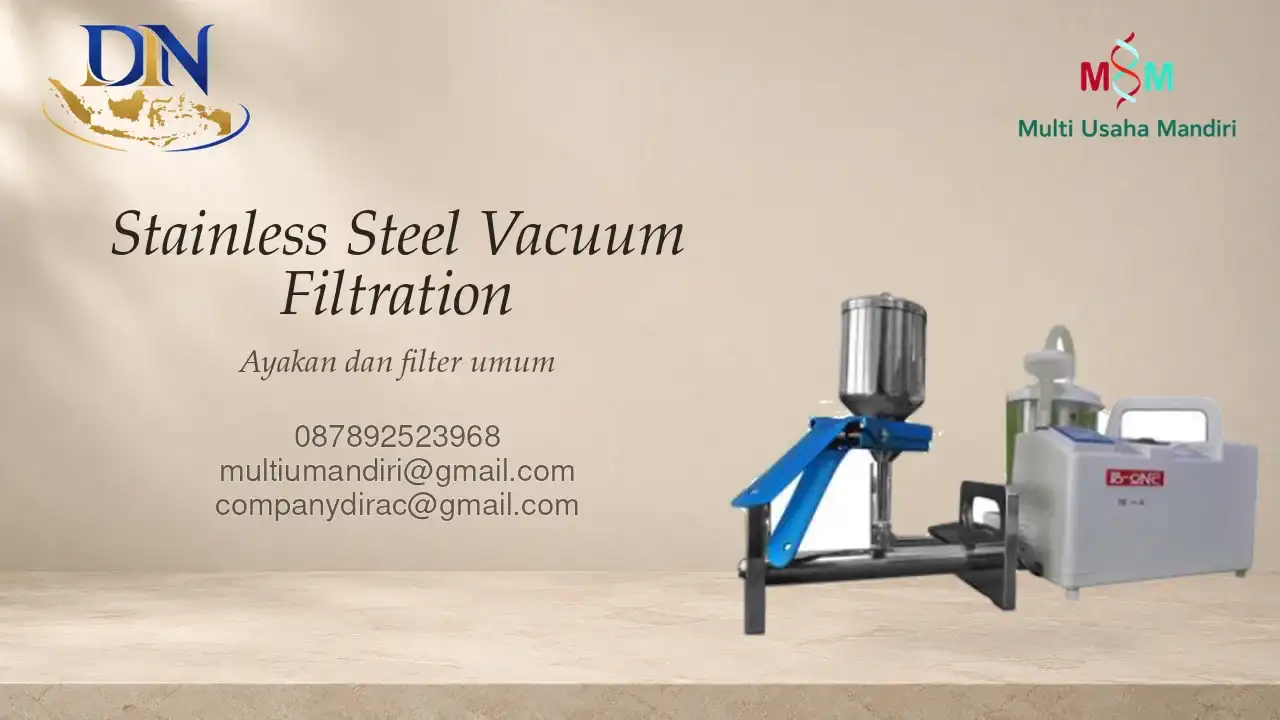 DN
MSM
Multi Usaha Mandiri
Stainless Steel Vacuum
Filtration
Ayakan dan filter umum
087892523968
multiumandiri@gmail.com
companydirac@gmail.com